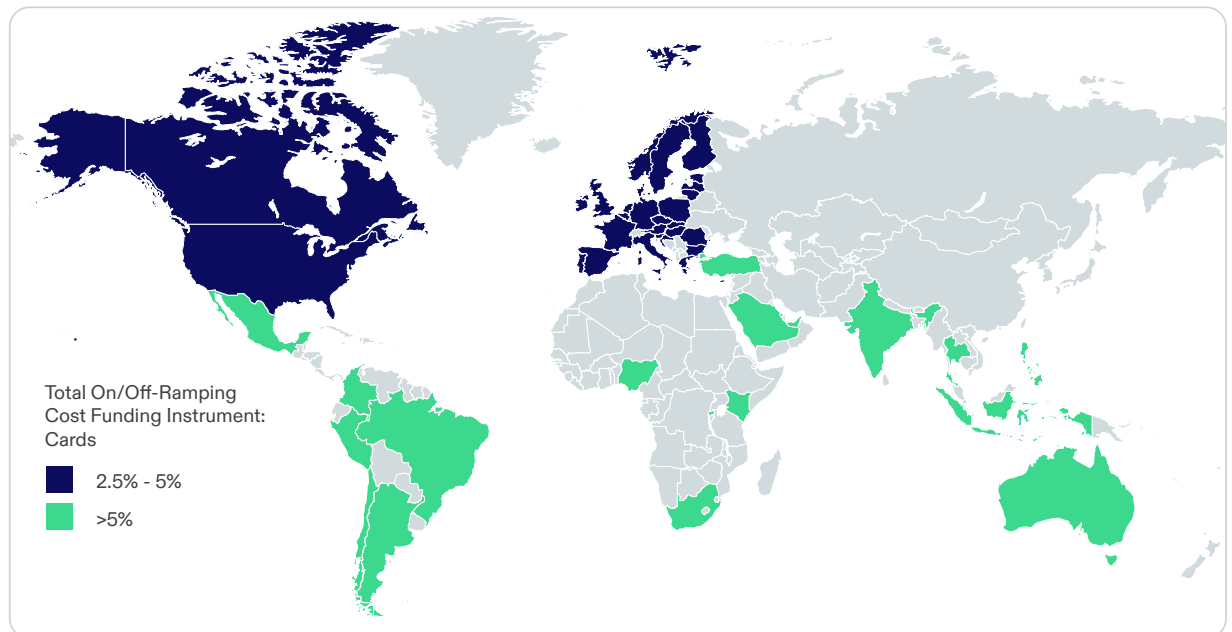 Total On/Off-Ramping
Cost Funding Instrument:
Cards
2.5% - 5%
>5%